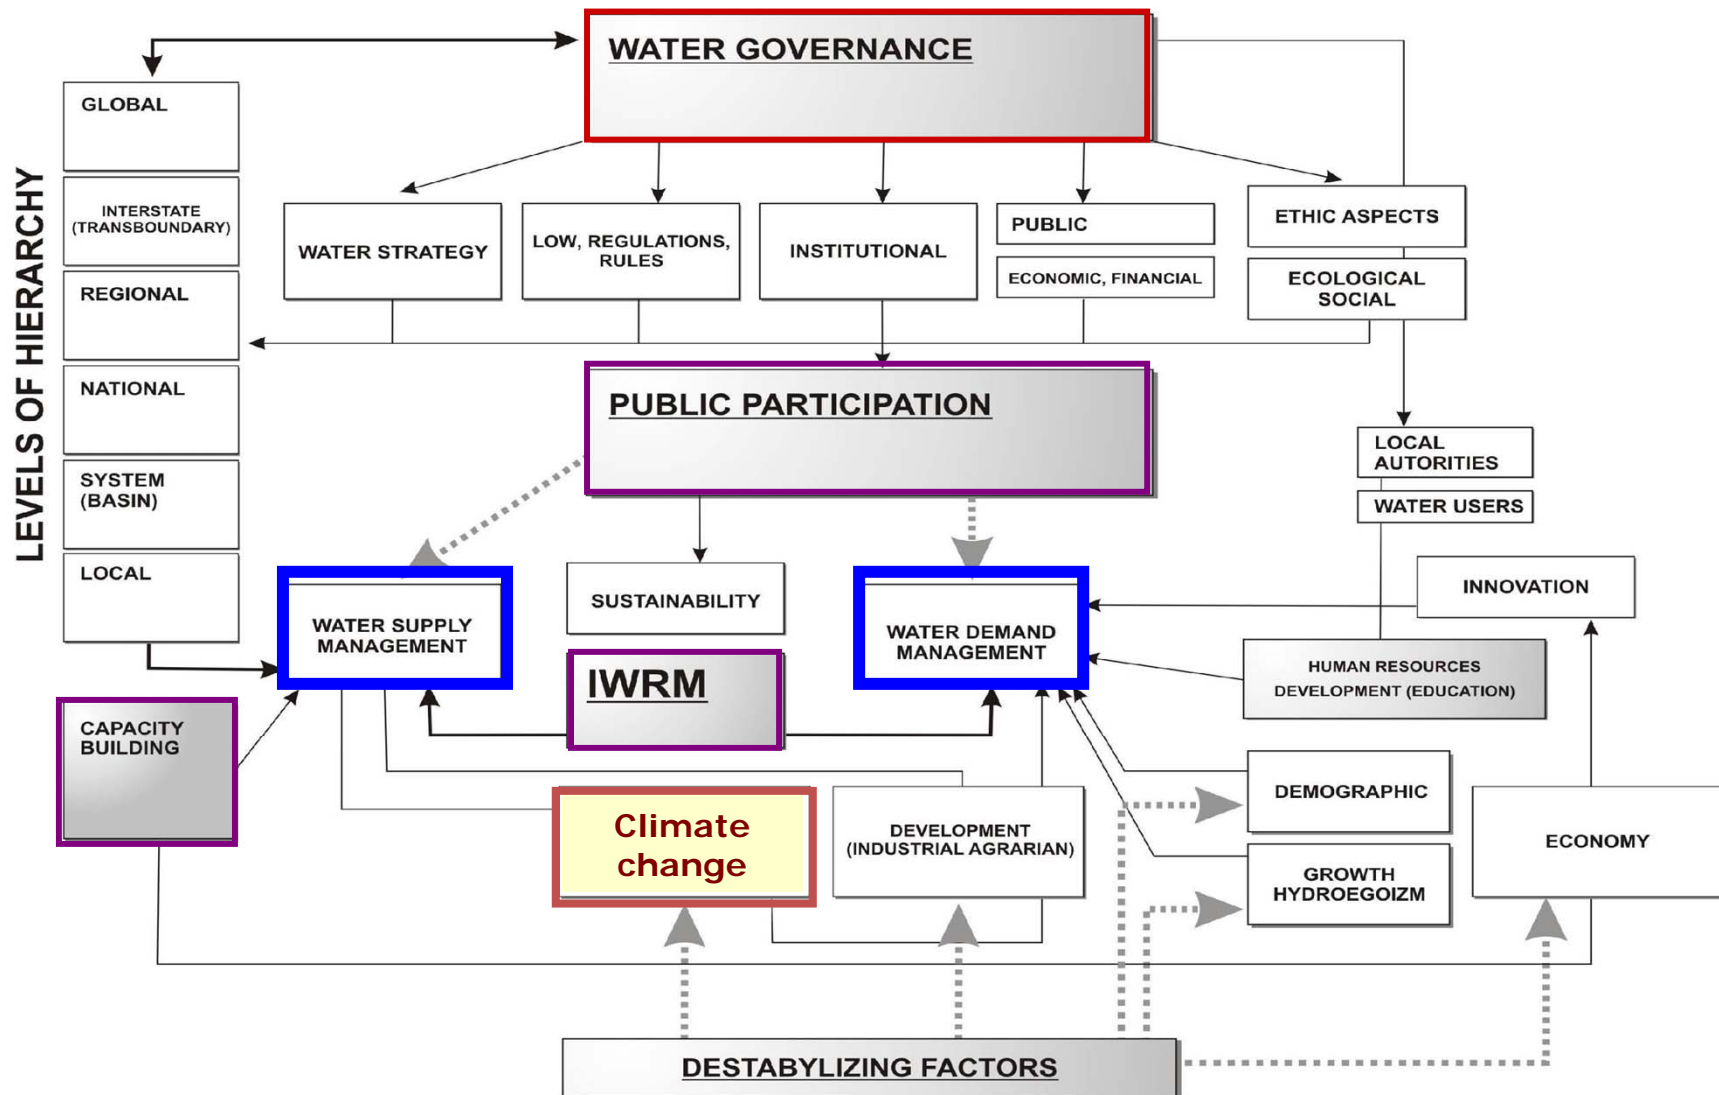 WATER GOVERNANCE
LEVELS OF HIERARCHY
GLOBAL
INTERSTATE
(TRANSBOUNDARY)
REGIONAL
NATIONAL
SYSTEM
(BASIN)
LOCAL
WATER STRATEGY
LOW, REGULATIONS,
RULES
INSTITUTIONAL
PUBLIC
ECONOMIC, FINANCIAL
ETHIC ASPECTS
ECOLOGICAL
SOCIAL
PUBLIC PARTICIPATION
LOCAL
AUTORITIES
WATER USERS
WATER SUPPLY
MANAGEMENT
SUSTAINABILITY
WATER DEMAND
MANAGEMENT
INNOVATION
IWRM
HUMAN RESOURCES
DEVELOPMENT (EDUCATION)
CAPACITY
BUILDING
Climate
change
DEVELOPMENT
(INDUSTRIAL AGRARIAN)
DEMOGRAPHIC
GROWTH
HYDROEGOIZM
ECONOMY
DESTABYLIZING FACTORS